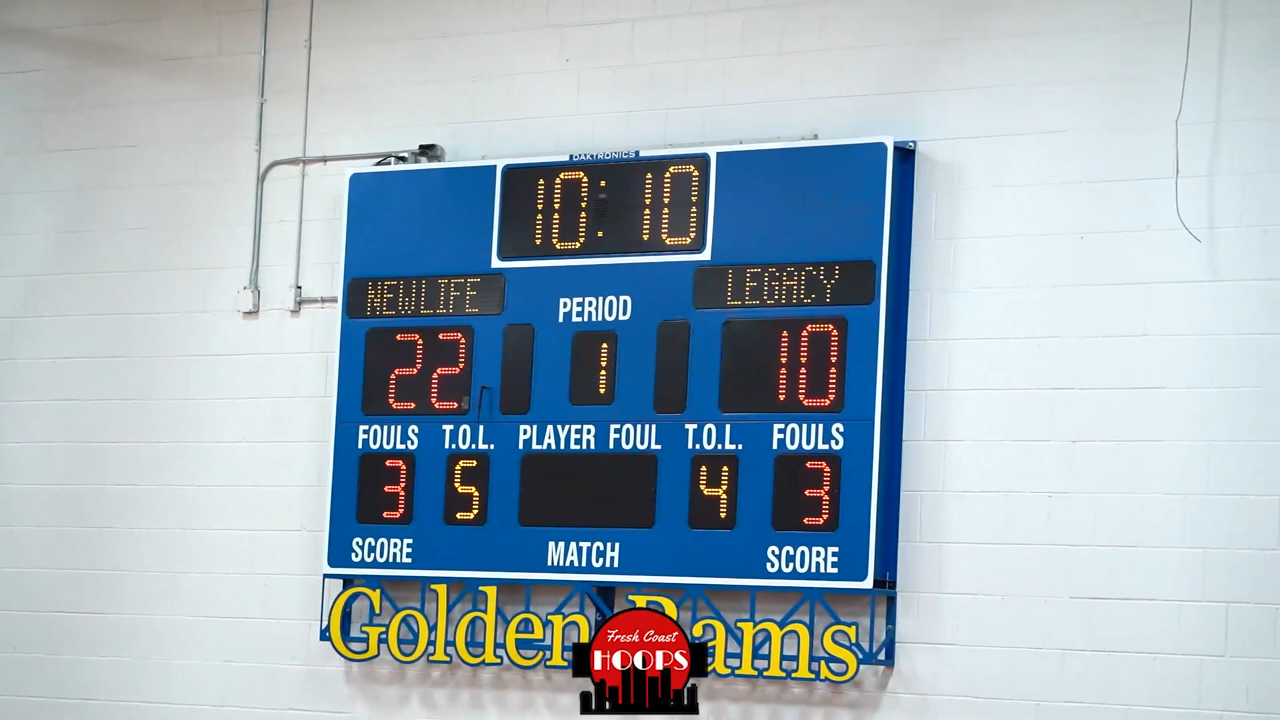 DAKTRONICS
10:10
NEWLIFE PERIOD LEGACY
22 1 10
FOULS T.O.L. PLAYER FOUL T.O.L. FOULS
3 5 4 3
SCORE MATCH SCORE
Golden Rams
Fresh Coast
HOOPS